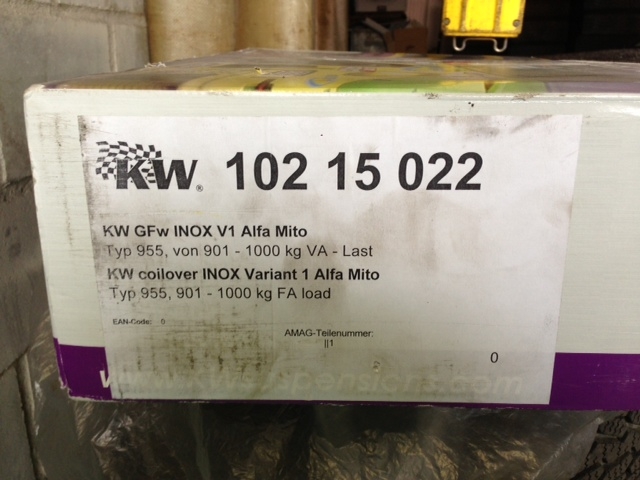 KW® 102 15 022
KW GFw INOX V1 Alfa Mito
Typ 955, von 901 - 1000 kg VA - Last
KW coilover INOX Variant 1 Alfa Mito
Typ 955, 901 - 1000 kg FA load
EAN-Code: 0
AMAG-Teilenummer:
||1
0